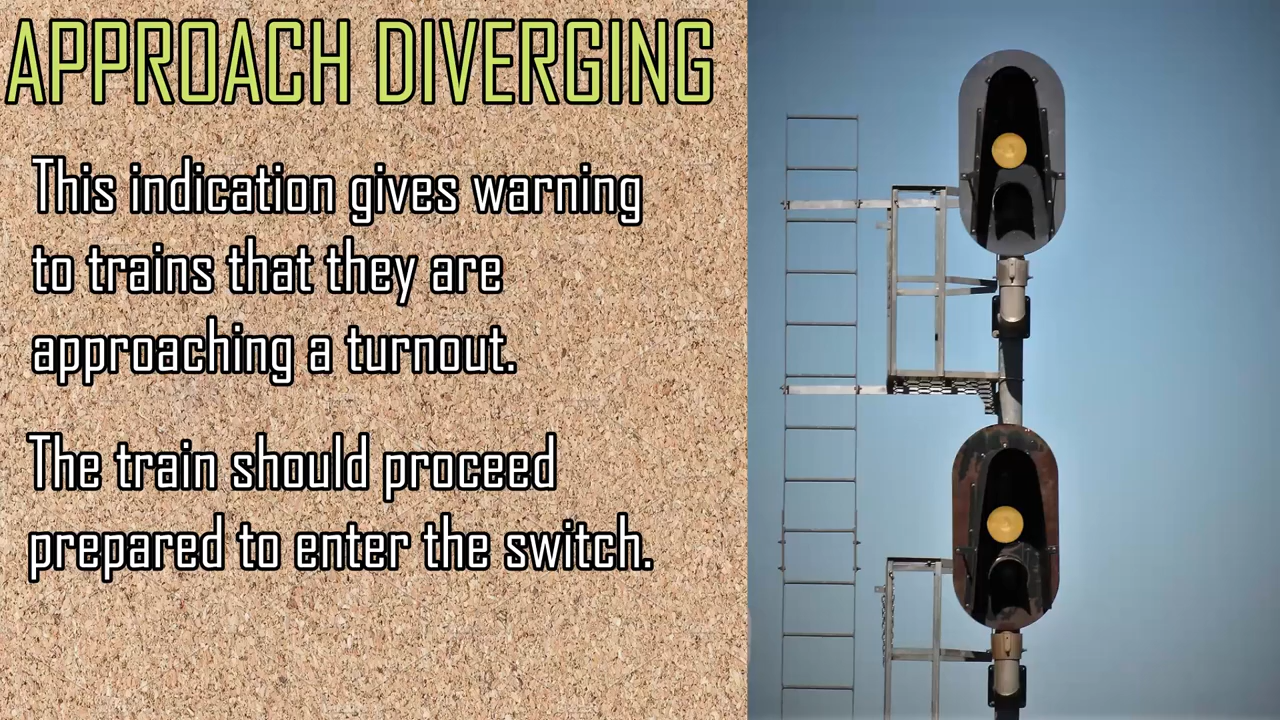 APPROACH DIVERGING
This indication gives warning
to trains that they are
approaching a turnout.
The train should proceed
prepared to enter the switch.